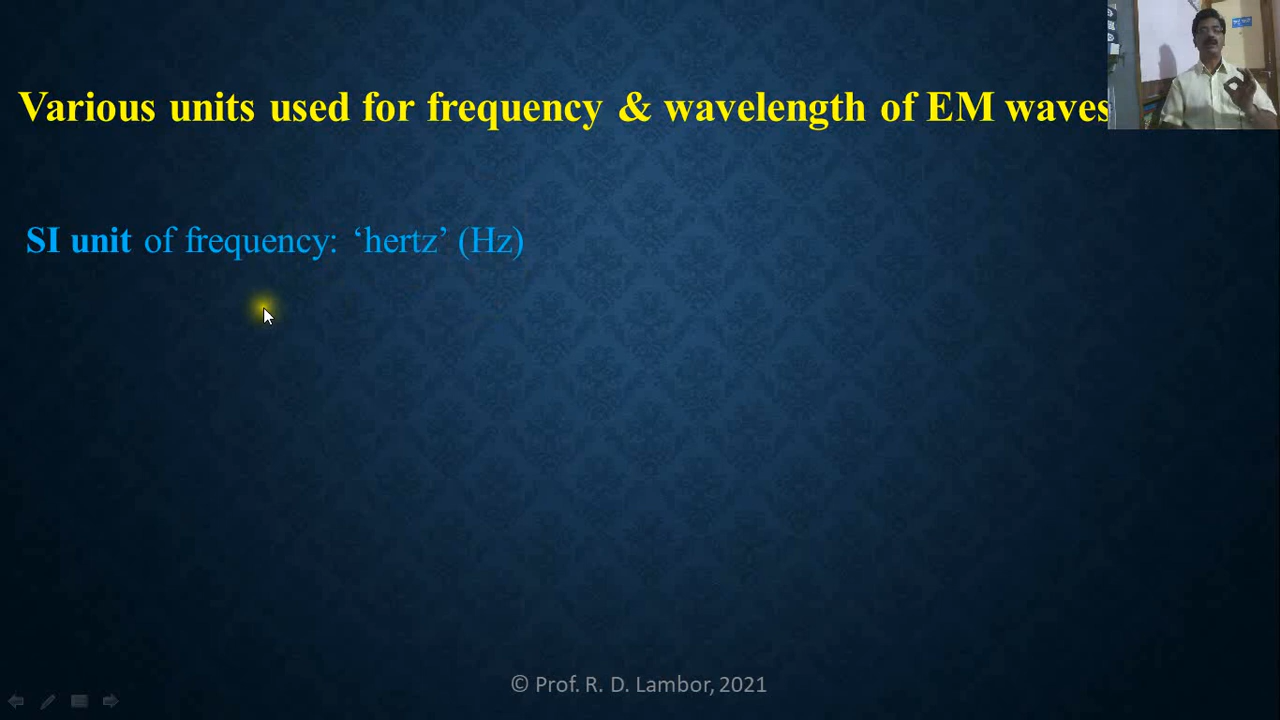 Various units used for frequency & wavelength of EM waves
SI unit of frequency: ‘hertz’ (Hz)
© Prof. R. D. Lambor, 2021